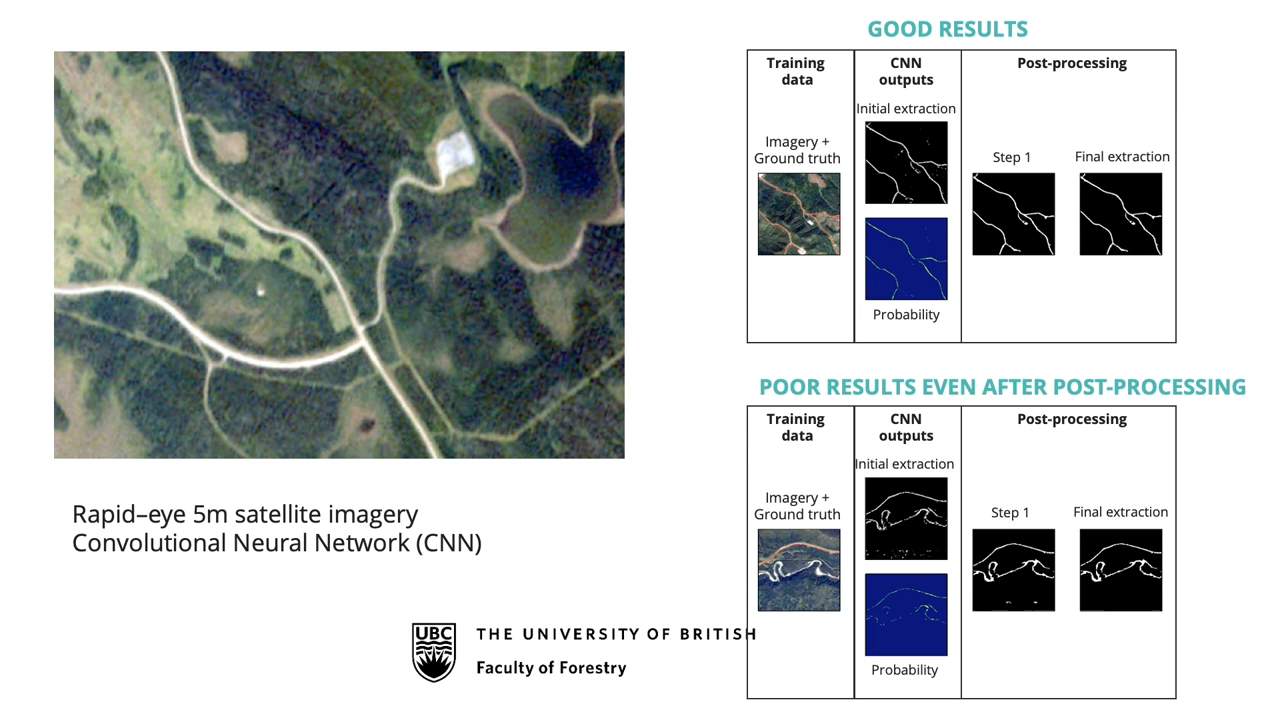 GOOD RESULTS
Training
data
CNN
outputs
Post-processing
Initial extraction
Imagery +
Ground truth
Step 1
Final extraction
Probability
POOR RESULTS EVEN AFTER POST-PROCESSING
Training
data
CNN
outputs
Post-processing
Initial extraction
Imagery +
Ground truth
Step 1
Final extraction
Probability
Rapid–eye 5m satellite imagery
Convolutional Neural Network (CNN)
UBC
THE UNIVERSITY OF BRITISH
Faculty of Forestry